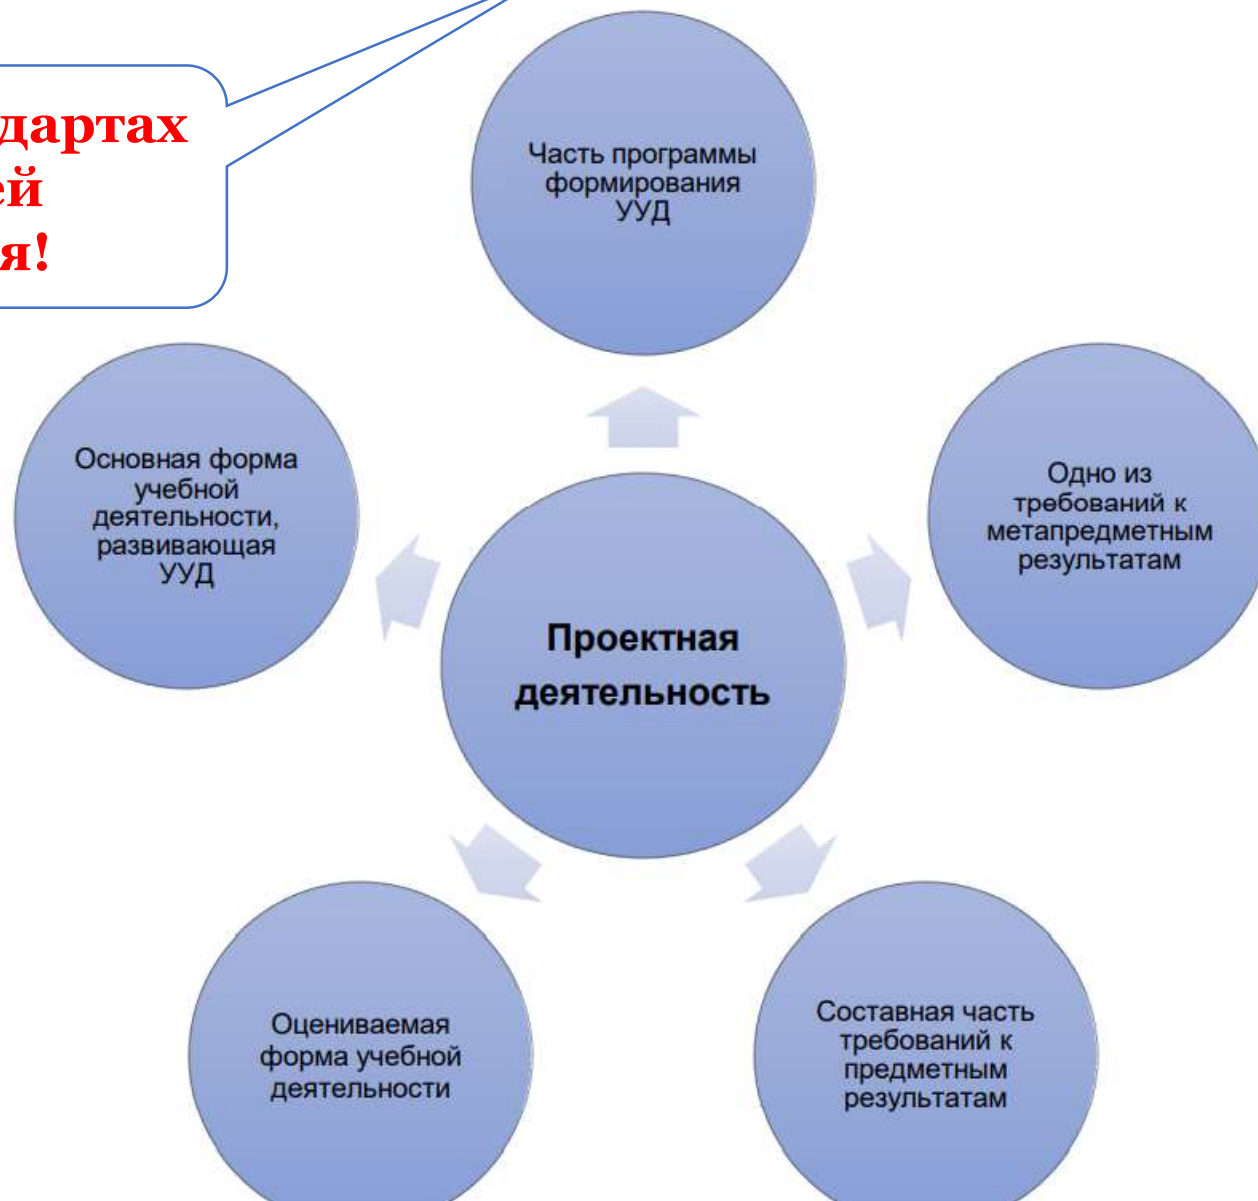 дартах
ей
я!
Часть программы
формирования
УУД
Основная форма
учебной
деятельности,
развивающая
УУД
Одно из
требований к
метапредметным
результатам
Проектная
деятельность
Оцениваемая
форма учебной
деятельности
Составная часть
требований к
предметным
результатам